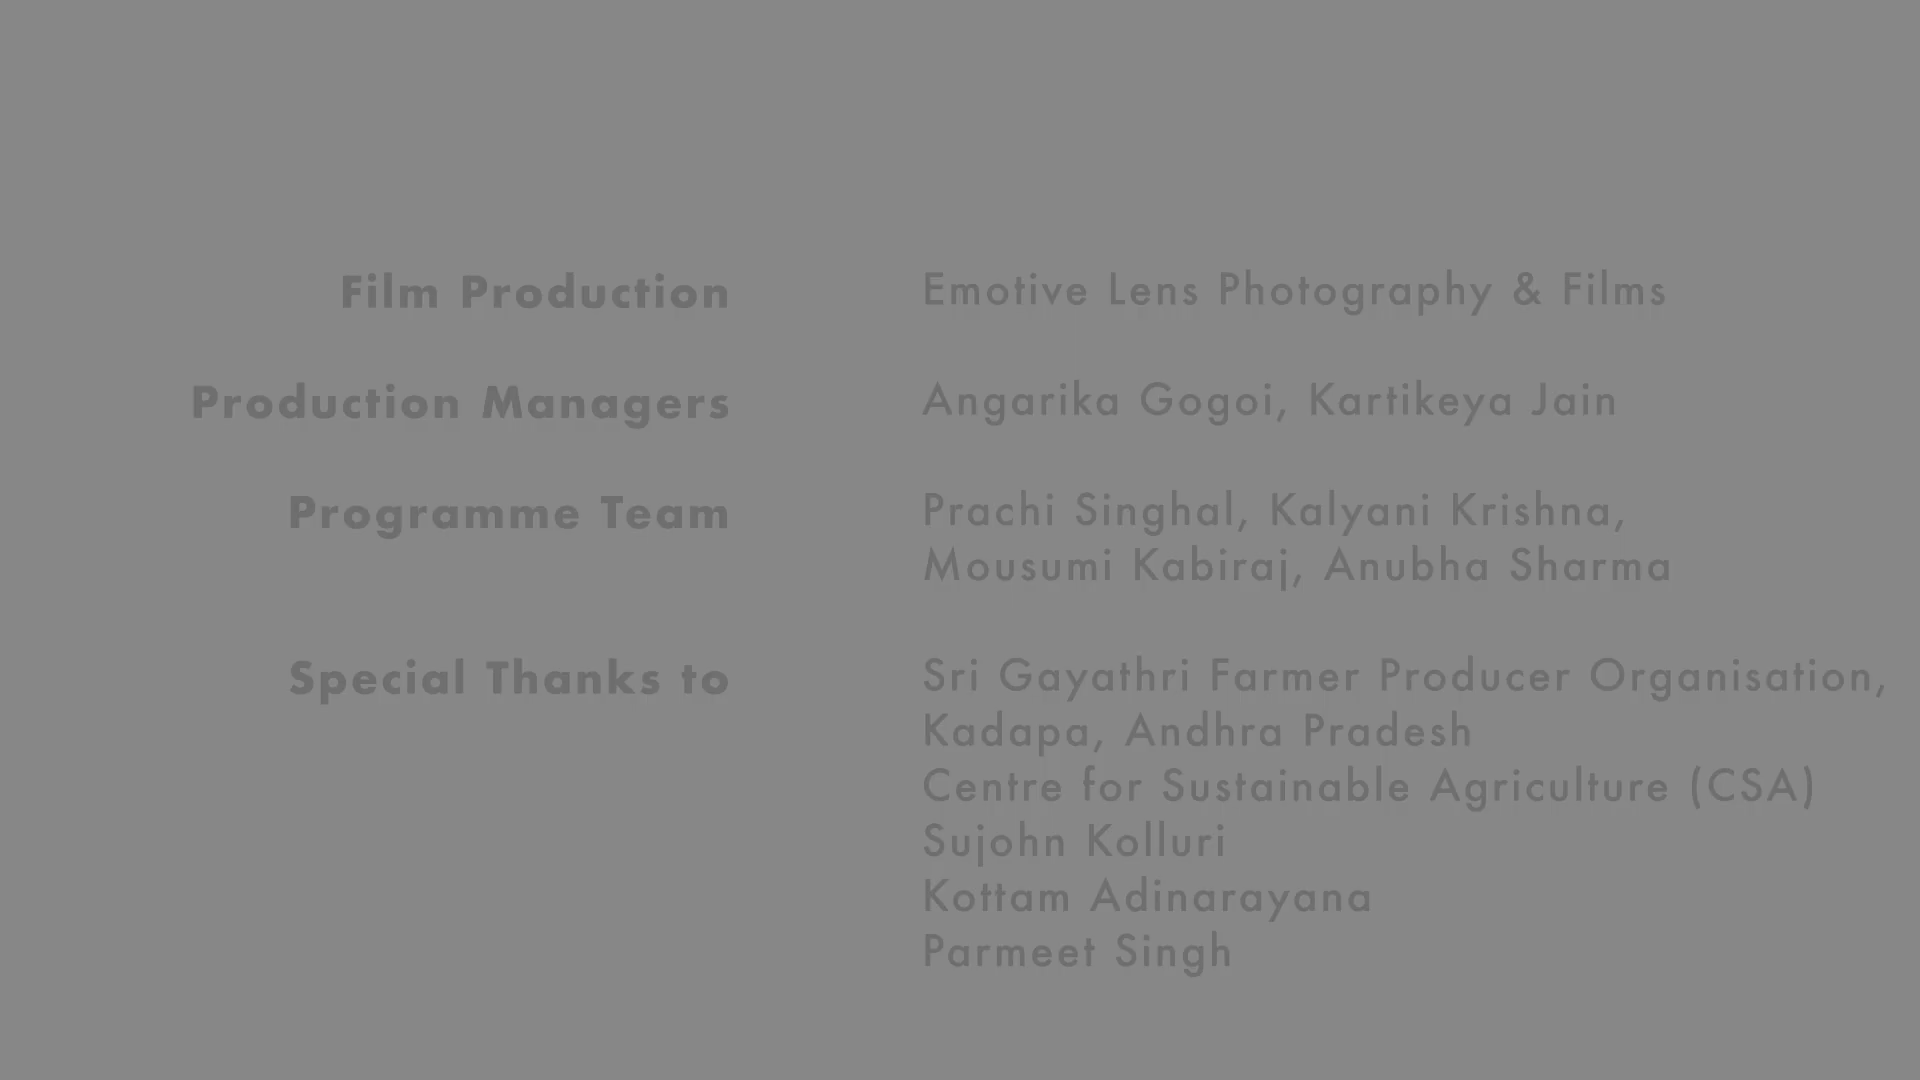 Film Production Emotive Lens Photography & Films
Production Managers Angarika Gogoi, Kartikeya Jain
Programme Team Prachi Singhal, Kalyani Krishna,
Mousumi Kabiraj, Anubha Sharma
Special Thanks to Sri Gayathri Farmer Producer Organisation,
Kadapa, Andhra Pradesh
Centre for Sustainable Agriculture (CSA)
Sujohn Kolluri
Kottam Adinarayana
Parmeet Singh